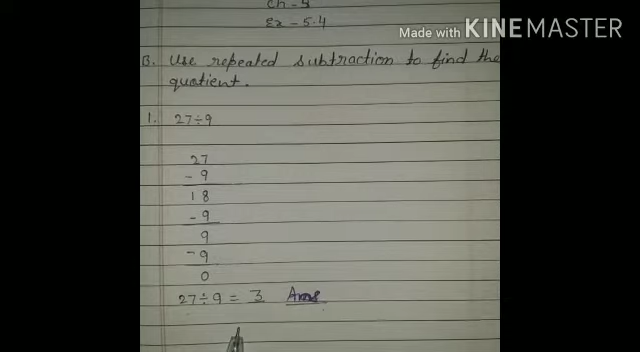 Ch - 5
Ex - 5.4
Made with KINEMASTER
B. Use repeated subtraction to find the
quotient.
1. 27÷9
27
- 9
18
- 9
9
- 9
0
27÷9 = 3 Ans